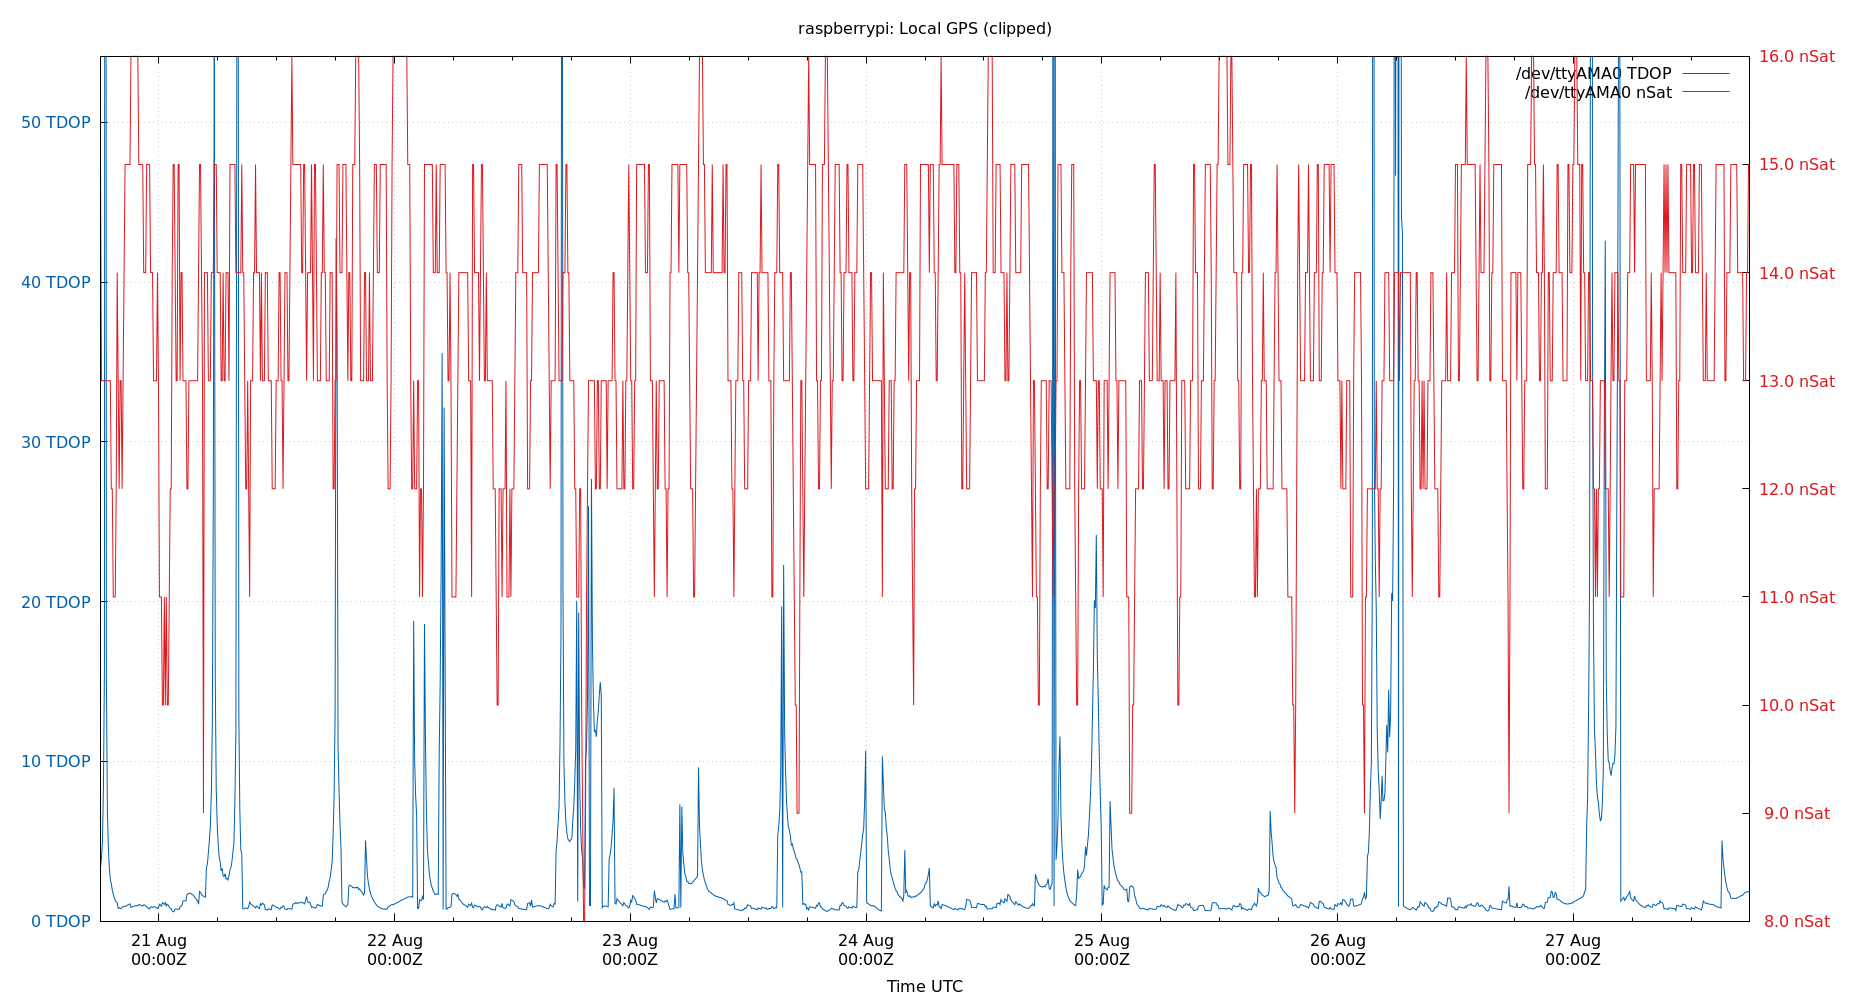 raspberrypi: Local GPS (clipped)
16.0 nSat
/dev/ttyAMA0 TDOP
/dev/ttyAMA0 nSat
50 TDOP
15.0 nSat
40 TDOP
14.0 nSat
13.0 nSat
30 TDOP
12.0 nSat
20 TDOP
11.0 nSat
10.0 nSat
10 TDOP
9.0 nSat
0 TDOP
8.0 nSat
21 Aug
00:00Z
22 Aug
00:00Z
23 Aug
00:00Z
24 Aug
00:00Z
25 Aug
00:00Z
26 Aug
00:00Z
27 Aug
00:00Z
Time UTC